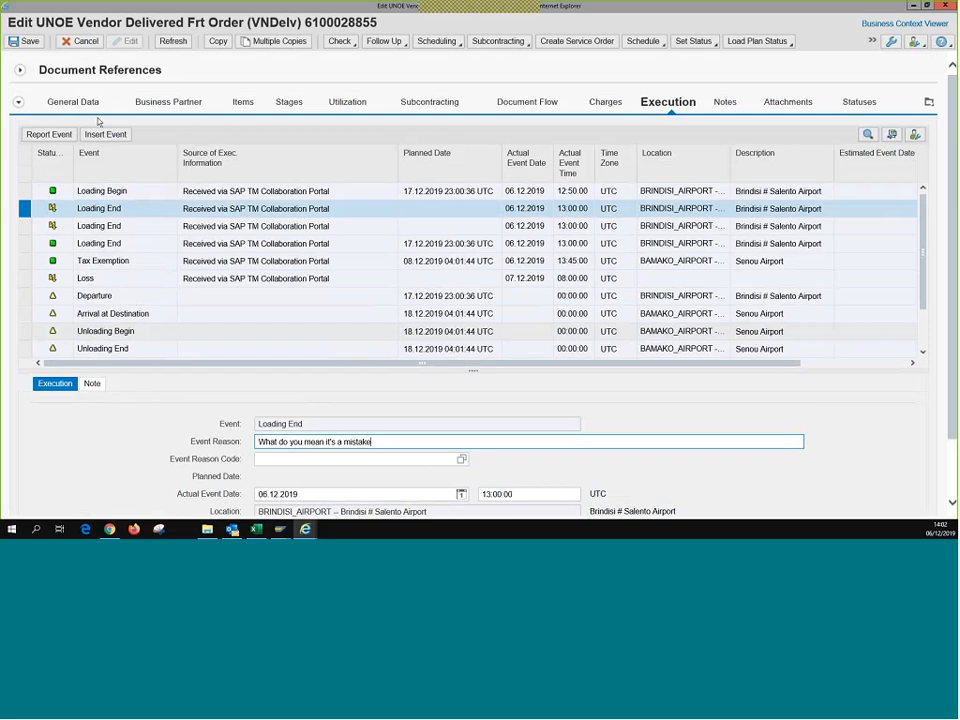 Edit UNOE Vend
nternet Explorer
Edit UNOE Vendor Delivered Frt Order (VNDelv) 6100028855
Business Context Viewer
Save Cancel Edit Refresh Copy Multiple Copies Check Follow Up Scheduling Subcontracting Create Service Order Schedule Set Status Load Plan Status
Document References
General Data Business Partner Items Stages Utilization Subcontracting Document Flow Charges Execution Notes Attachments Statuses
Report Event Insert Event
Statu... Event Source of Exec. Information Planned Date Actual Event Date Actual Event Time Time Zone Location Description Estimated Event Date
Loading Begin Received via SAP TM Collaboration Portal 17.12.2019 23:00:36 UTC 06.12.2019 12:50:00 UTC BRINDISI_AIRPORT -... Brindisi # Salento Airport
Loading End Received via SAP TM Collaboration Portal 06.12.2019 13:00:00 UTC BRINDISI_AIRPORT -... Brindisi # Salento Airport
Loading End Received via SAP TM Collaboration Portal 06.12.2019 13:00:00 UTC BRINDISI_AIRPORT -... Brindisi # Salento Airport
Loading End Received via SAP TM Collaboration Portal 17.12.2019 23:00:36 UTC 06.12.2019 13:00:00 UTC BRINDISI_AIRPORT -... Brindisi # Salento Airport
Tax Exemption Received via SAP TM Collaboration Portal 08.12.2019 04:01:44 UTC 06.12.2019 13:45:00 UTC BAMAKO_AIRPORT -... Senou Airport
Loss Received via SAP TM Collaboration Portal 07.12.2019 08:00:00 UTC
Departure 17.12.2019 23:00:36 UTC 00:00:00 UTC BRINDISI_AIRPORT -... Brindisi # Salento Airport
Arrival at Destination 18.12.2019 04:01:44 UTC 00:00:00 UTC BAMAKO_AIRPORT -... Senou Airport
Unloading Begin 18.12.2019 04:01:44 UTC 00:00:00 UTC BAMAKO_AIRPORT -... Senou Airport
Unloading End 18.12.2019 04:01:44 UTC 00:00:00 UTC BAMAKO_AIRPORT -... Senou Airport
Execution Note
Event: Loading End
Event Reason: What do you mean it's a mistake
Event Reason Code:
Planned Date:
Actual Event Date: 06.12.2019 13:00:00 UTC
Location: BRINDISI_AIRPORT -- Brindisi # Salento Airport Brindisi # Salento Airport
14:02
06/12/2019